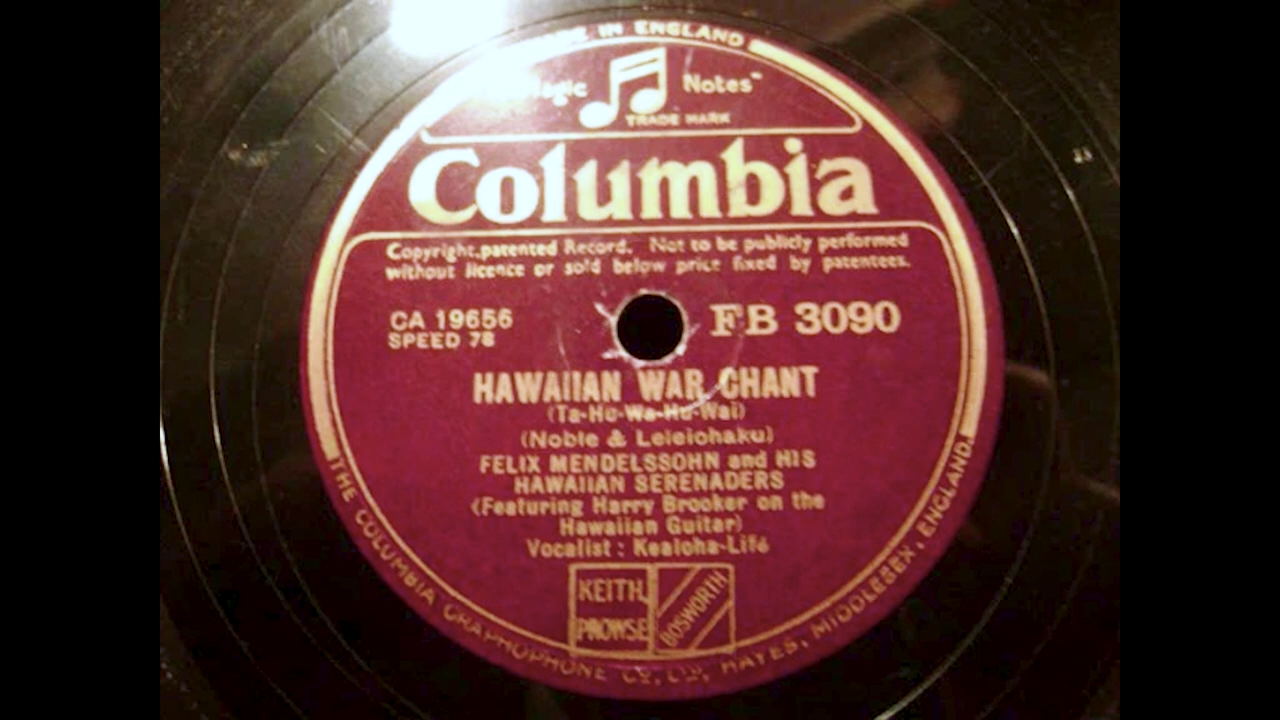 IN ENGLAND
Magic Notes
TRADE MARK
Columbia
Copyright, patented Record. Not to be publicly performed
without licence or sold below price fixed by patentees.
CA 19656
SPEED 78
FB 3090
HAWAIIAN WAR CHANT
(Ta-Hu-Wa-Hu-Wai)
(Noble & Leleiohaku)
FELIX MENDELSSOHN and HIS
HAWAIIAN SERENADERS
(Featuring Harry Brooker on the
Hawaiian Guitar)
Vocalist : Kealoha-Lifé
KEITH
PROWSE
BOSWORTH
THE COLUMBIA GRAPHOPHONE CO., LTD, HAYES, MIDDLESEX, ENGLAND.